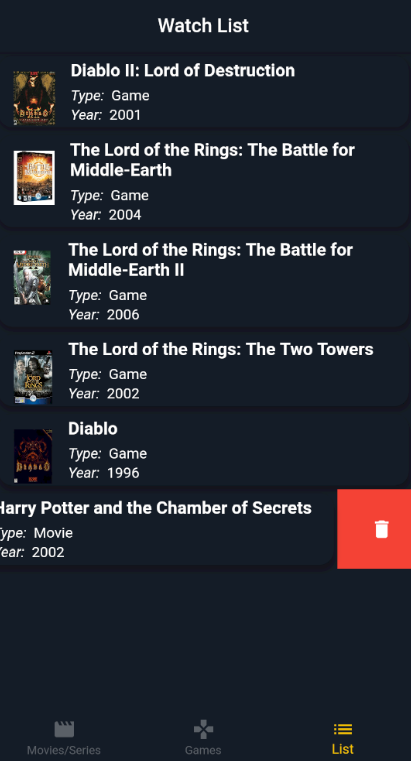 Watch List
Diablo II: Lord of Destruction
Type: Game
Year: 2001
The Lord of the Rings: The Battle for
Middle-Earth
Type: Game
Year: 2004
The Lord of the Rings: The Battle for
Middle-Earth II
Type: Game
Year: 2006
The Lord of the Rings: The Two Towers
Type: Game
Year: 2002
Diablo
Type: Game
Year: 1996
Harry Potter and the Chamber of Secrets
ype: Movie
ear: 2002
Movies/Series
Games
List